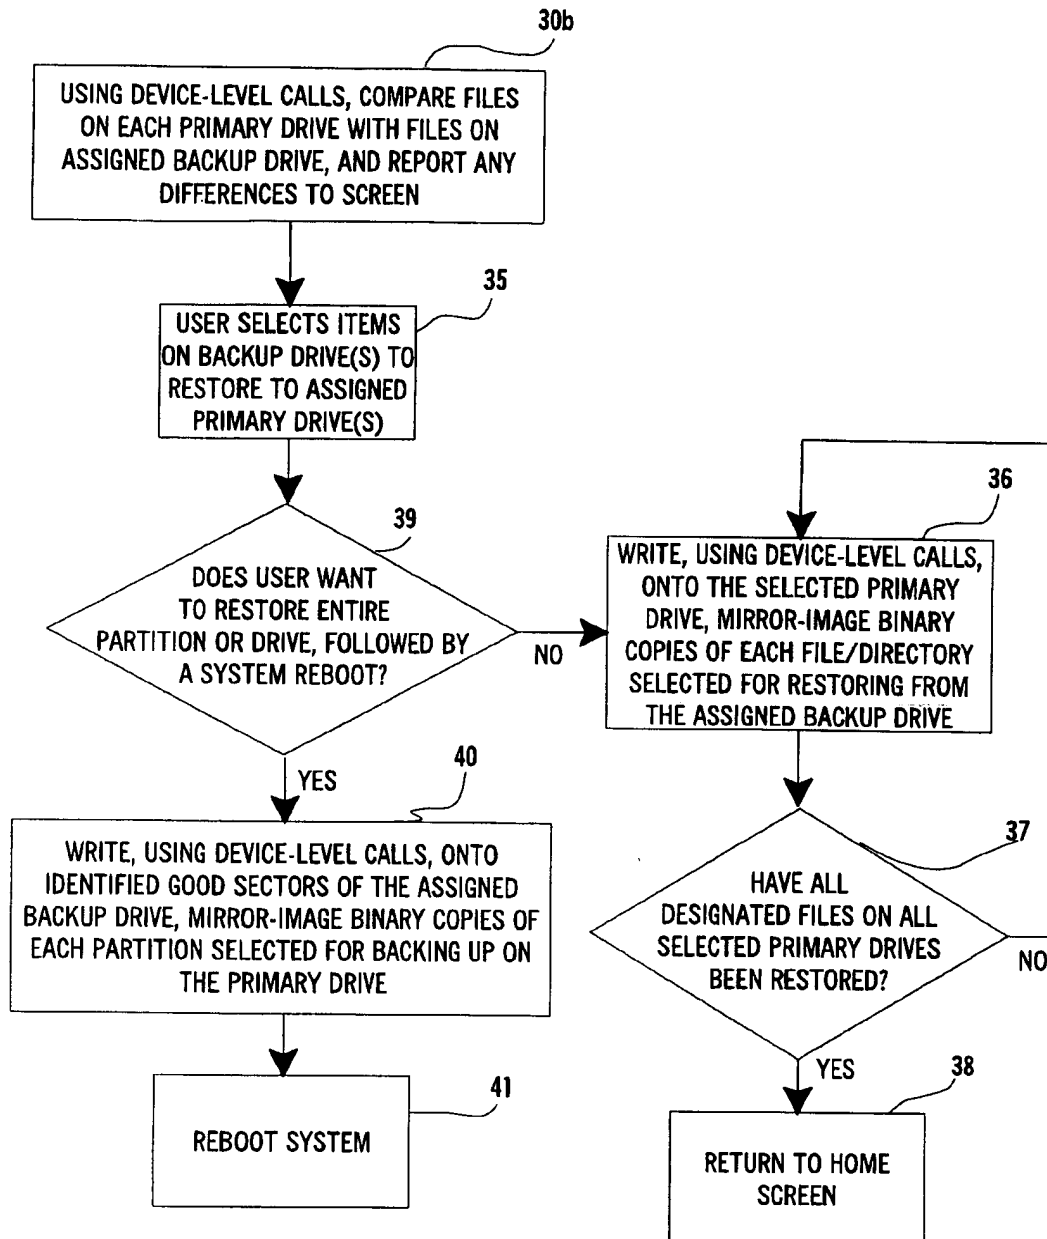 30b
USING DEVICE-LEVEL CALLS, COMPARE FILES
ON EACH PRIMARY DRIVE WITH FILES ON
ASSIGNED BACKUP DRIVE, AND REPORT ANY
DIFFERENCES TO SCREEN
35
USER SELECTS ITEMS
ON BACKUP DRIVE(S) TO
RESTORE TO ASSIGNED
PRIMARY DRIVE(S)
39
DOES USER WANT
TO RESTORE ENTIRE
PARTITION OR DRIVE, FOLLOWED BY
A SYSTEM REBOOT?
NO
YES
36
WRITE, USING DEVICE-LEVEL CALLS,
ONTO THE SELECTED PRIMARY
DRIVE, MIRROR-IMAGE BINARY
COPIES OF EACH FILE/DIRECTORY
SELECTED FOR RESTORING FROM
THE ASSIGNED BACKUP DRIVE
40
WRITE, USING DEVICE-LEVEL CALLS, ONTO
IDENTIFIED GOOD SECTORS OF THE ASSIGNED
BACKUP DRIVE, MIRROR-IMAGE BINARY COPIES OF
EACH PARTITION SELECTED FOR BACKING UP ON
THE PRIMARY DRIVE
37
HAVE ALL
DESIGNATED FILES ON ALL
SELECTED PRIMARY DRIVES
BEEN RESTORED?
NO
YES
41
REBOOT SYSTEM
38
RETURN TO HOME
SCREEN